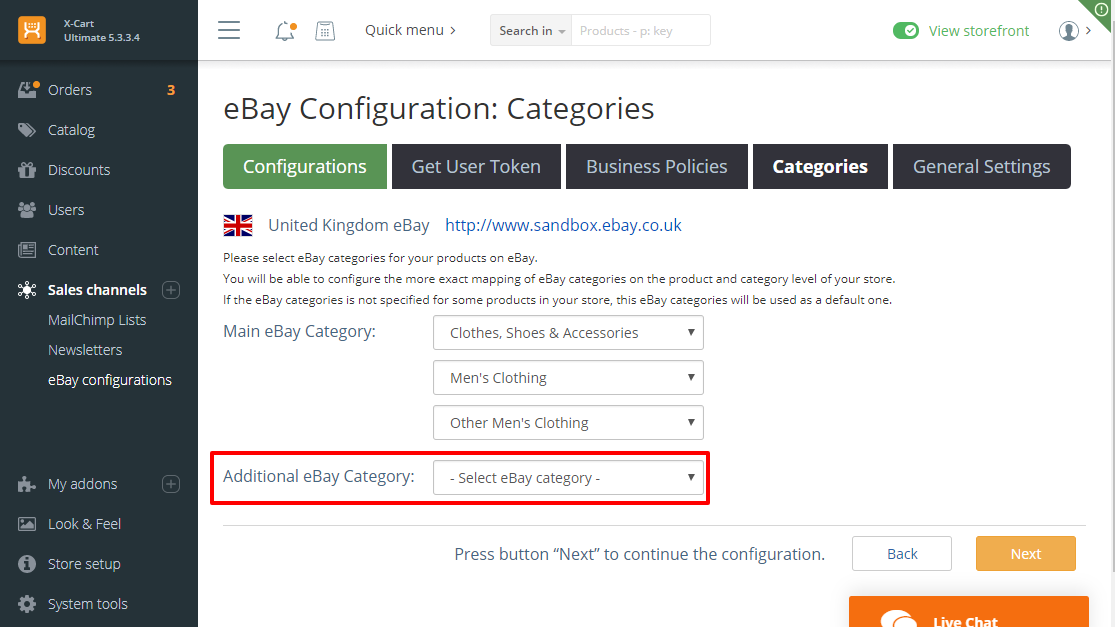 X-Cart
Ultimate 5.3.3.4
Quick menu
Search in
Products - p: key
View storefront
Orders 3
Catalog
Discounts
Users
Content
Sales channels
MailChimp Lists
Newsletters
eBay configurations
My addons
Look & Feel
Store setup
System tools
eBay Configuration: Categories
Configurations
Get User Token
Business Policies
Categories
General Settings
United Kingdom eBay http://www.sandbox.ebay.co.uk
Please select eBay categories for your products on eBay.
You will be able to configure the more exact mapping of eBay categories on the product and category level of your store.
If the eBay categories is not specified for some products in your store, this eBay categories will be used as a default one.
Main eBay Category: Clothes, Shoes & Accessories
Men's Clothing
Other Men's Clothing
Additional eBay Category: - Select eBay category -
Press button “Next” to continue the configuration. Back Next
Live Chat